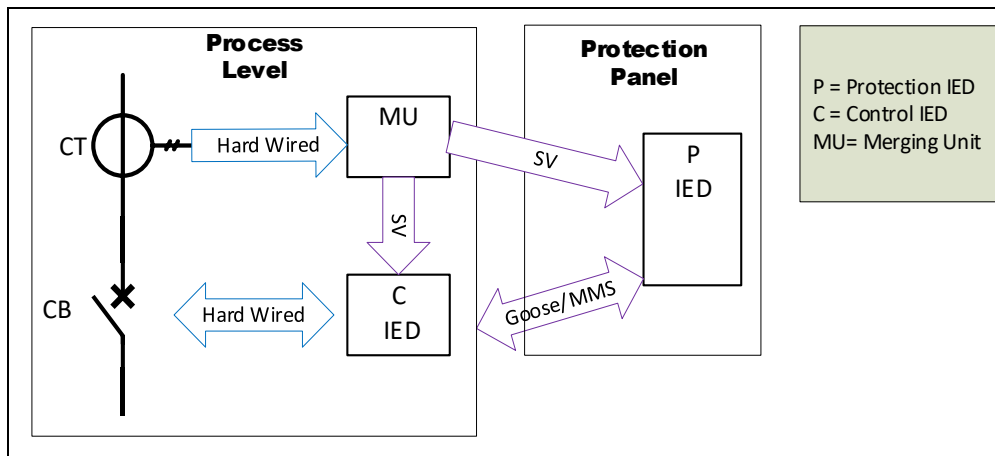 Process
Level
CT
Hard Wired
MU
SV
SV
CB
Hard Wired
C
IED
Goose/MMS
Protection
Panel
P
IED
P = Protection IED
C = Control IED
MU= Merging Unit